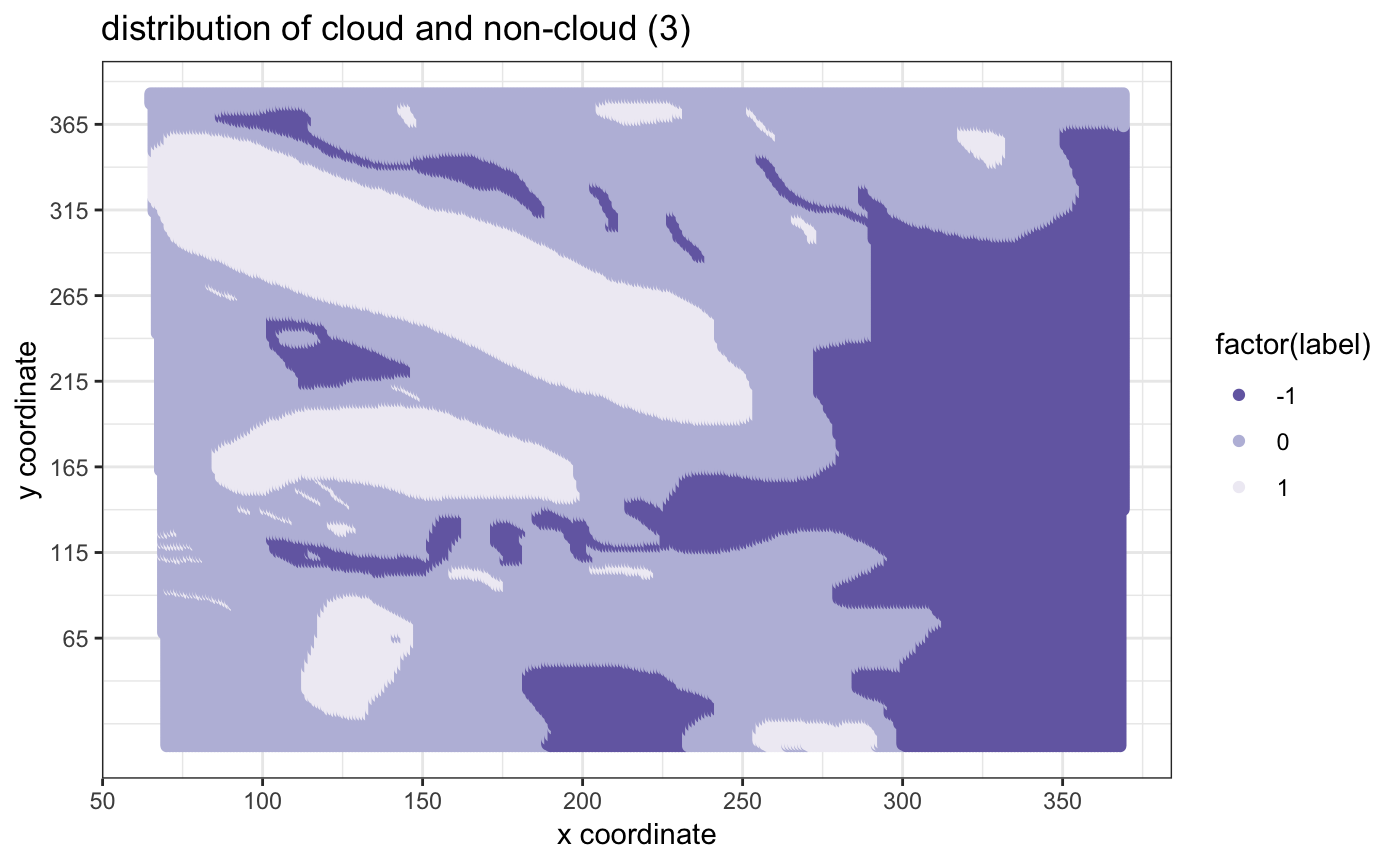 distribution of cloud and non-cloud (3)
365
315
265
215
165
115
65
y coordinate
50 100 150 200 250 300 350
x coordinate
factor(label)
-1
0
1